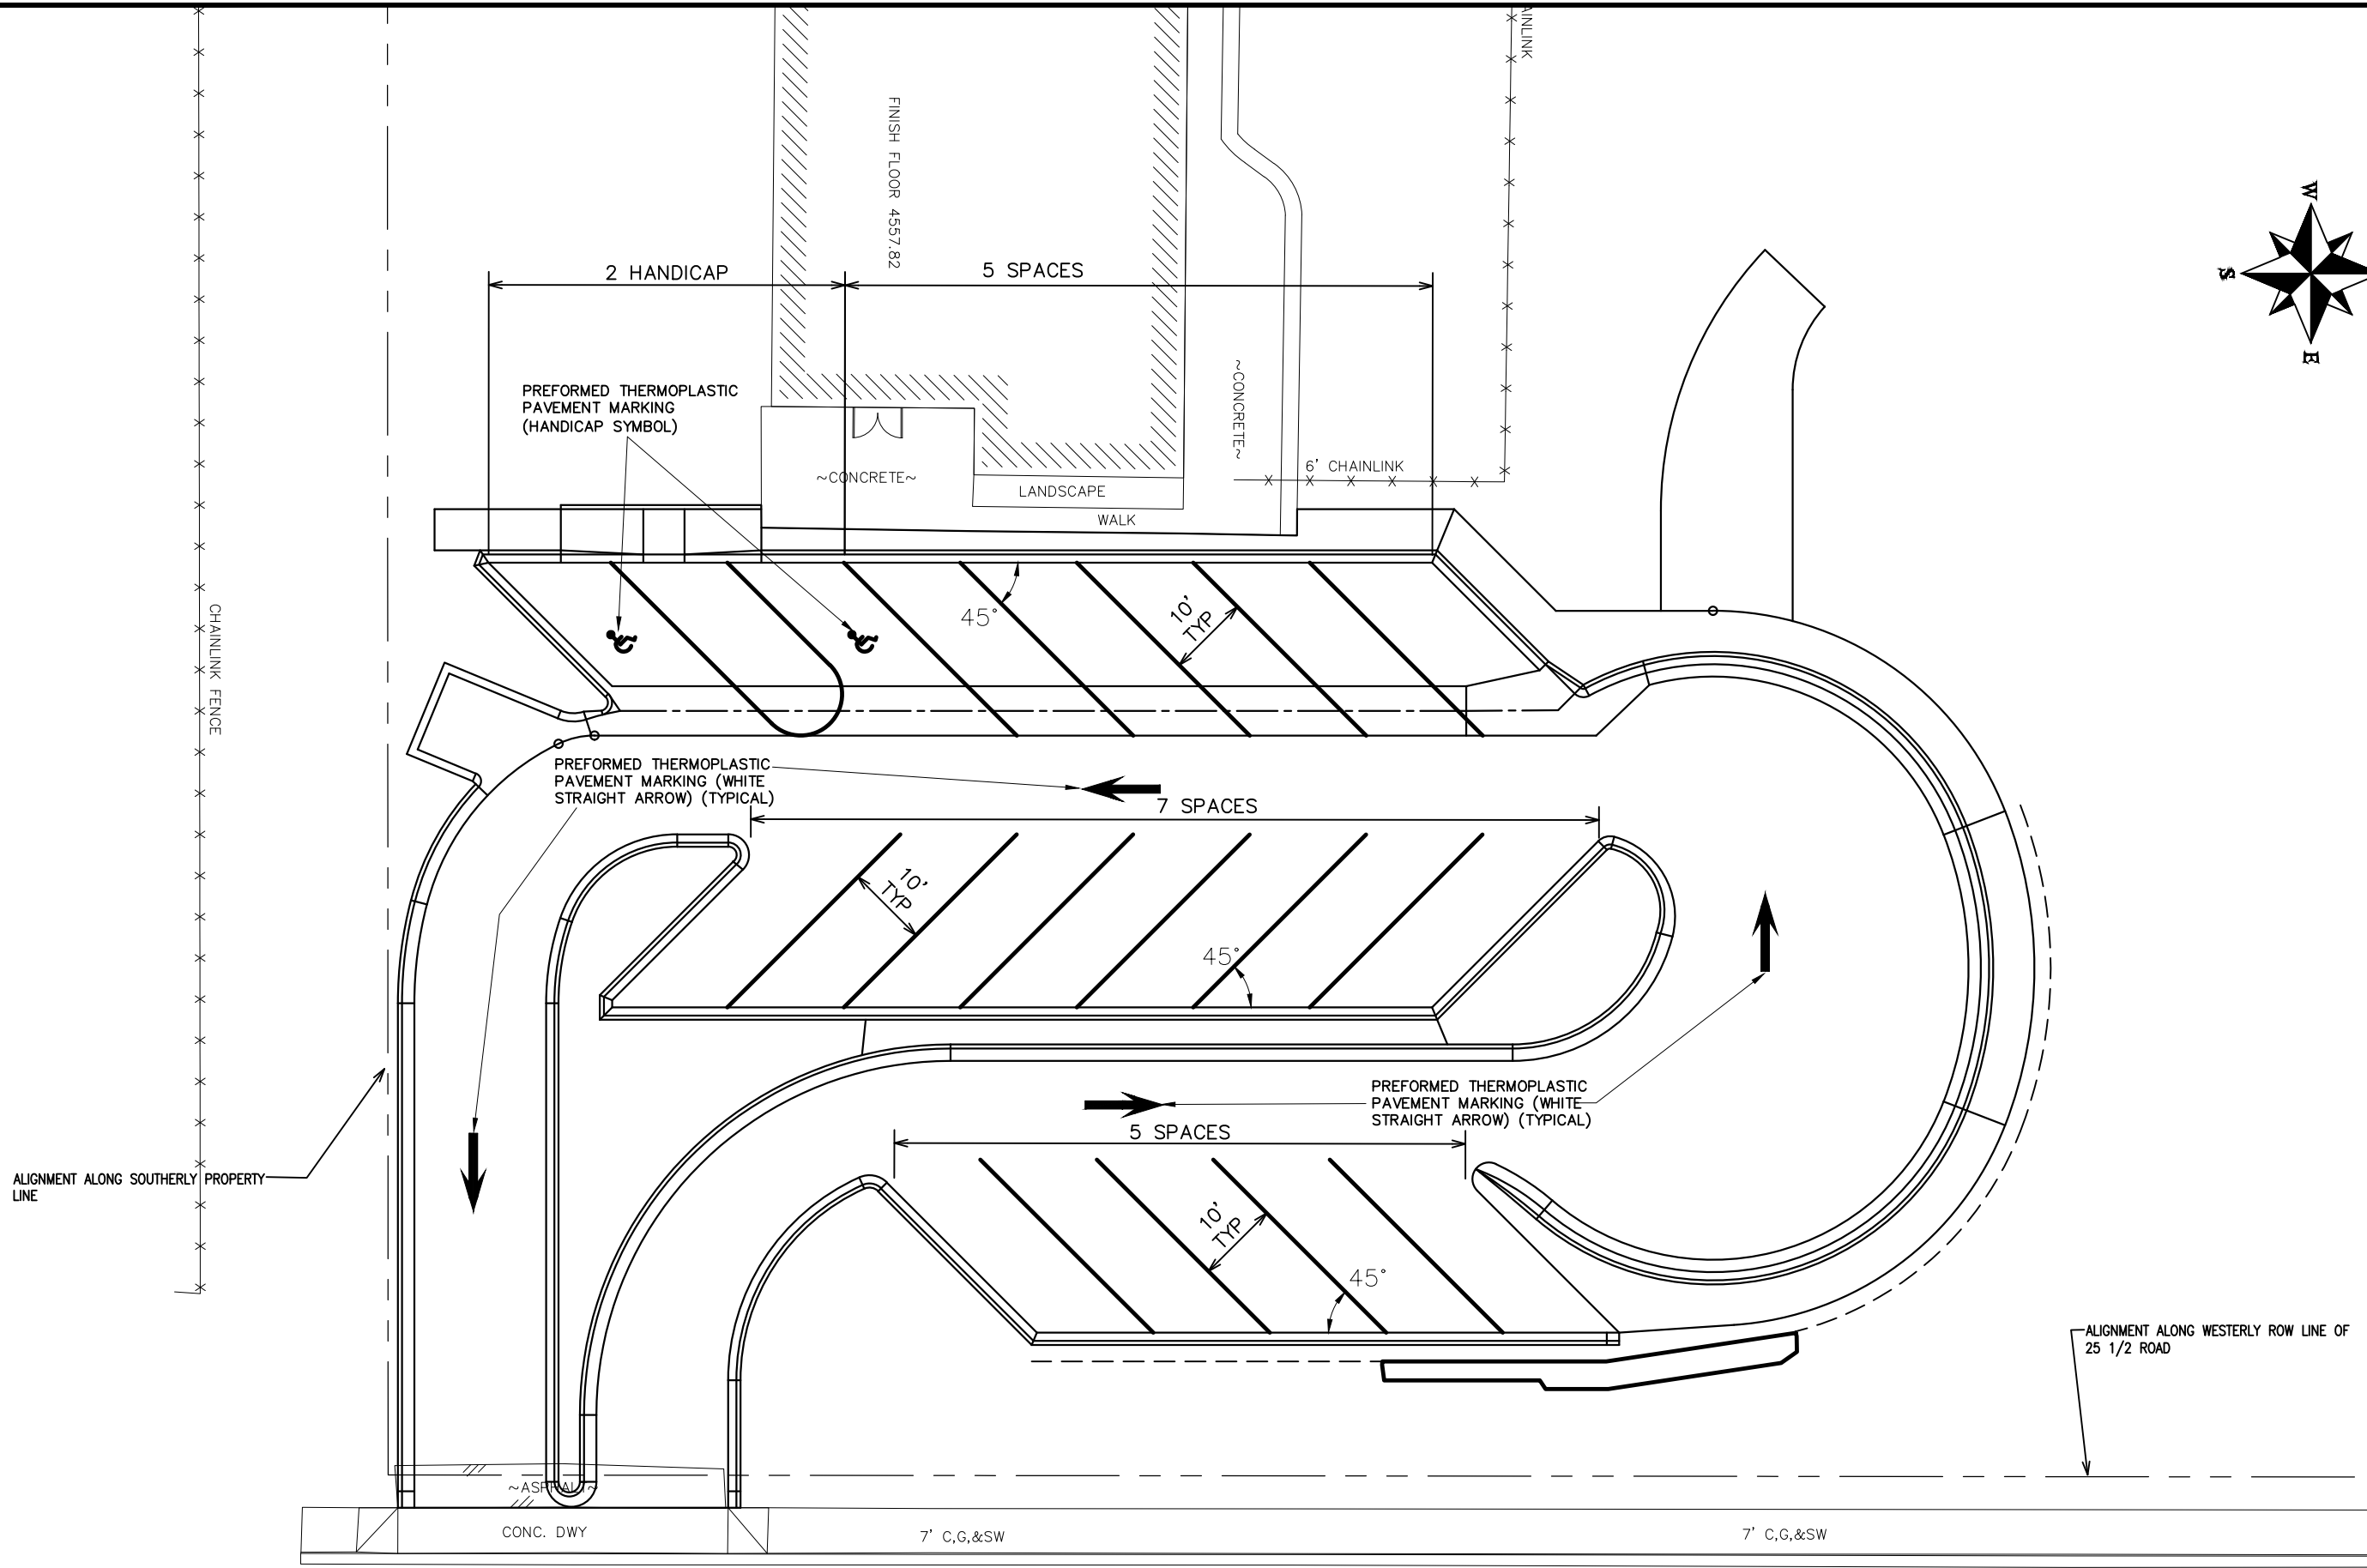 AINLINK
FINISH FLOOR 4557.82
W
S
E
2 HANDICAP
5 SPACES
PREFORMED THERMOPLASTIC
PAVEMENT MARKING
(HANDICAP SYMBOL)
~CONCRETE~
~CONCRETE~
6' CHAINLINK
LANDSCAPE
WALK
CHAINLINK FENCE
45°
10'
TYP
PREFORMED THERMOPLASTIC
PAVEMENT MARKING (WHITE
STRAIGHT ARROW) (TYPICAL)
7 SPACES
10'
TYP
45°
PREFORMED THERMOPLASTIC
PAVEMENT MARKING (WHITE
STRAIGHT ARROW) (TYPICAL)
5 SPACES
ALIGNMENT ALONG SOUTHERLY PROPERTY
LINE
10'
TYP
45°
ALIGNMENT ALONG WESTERLY ROW LINE OF
25 1/2 ROAD
~ASPHALT~
CONC. DWY
7' C,G,&SW
7' C,G,&SW